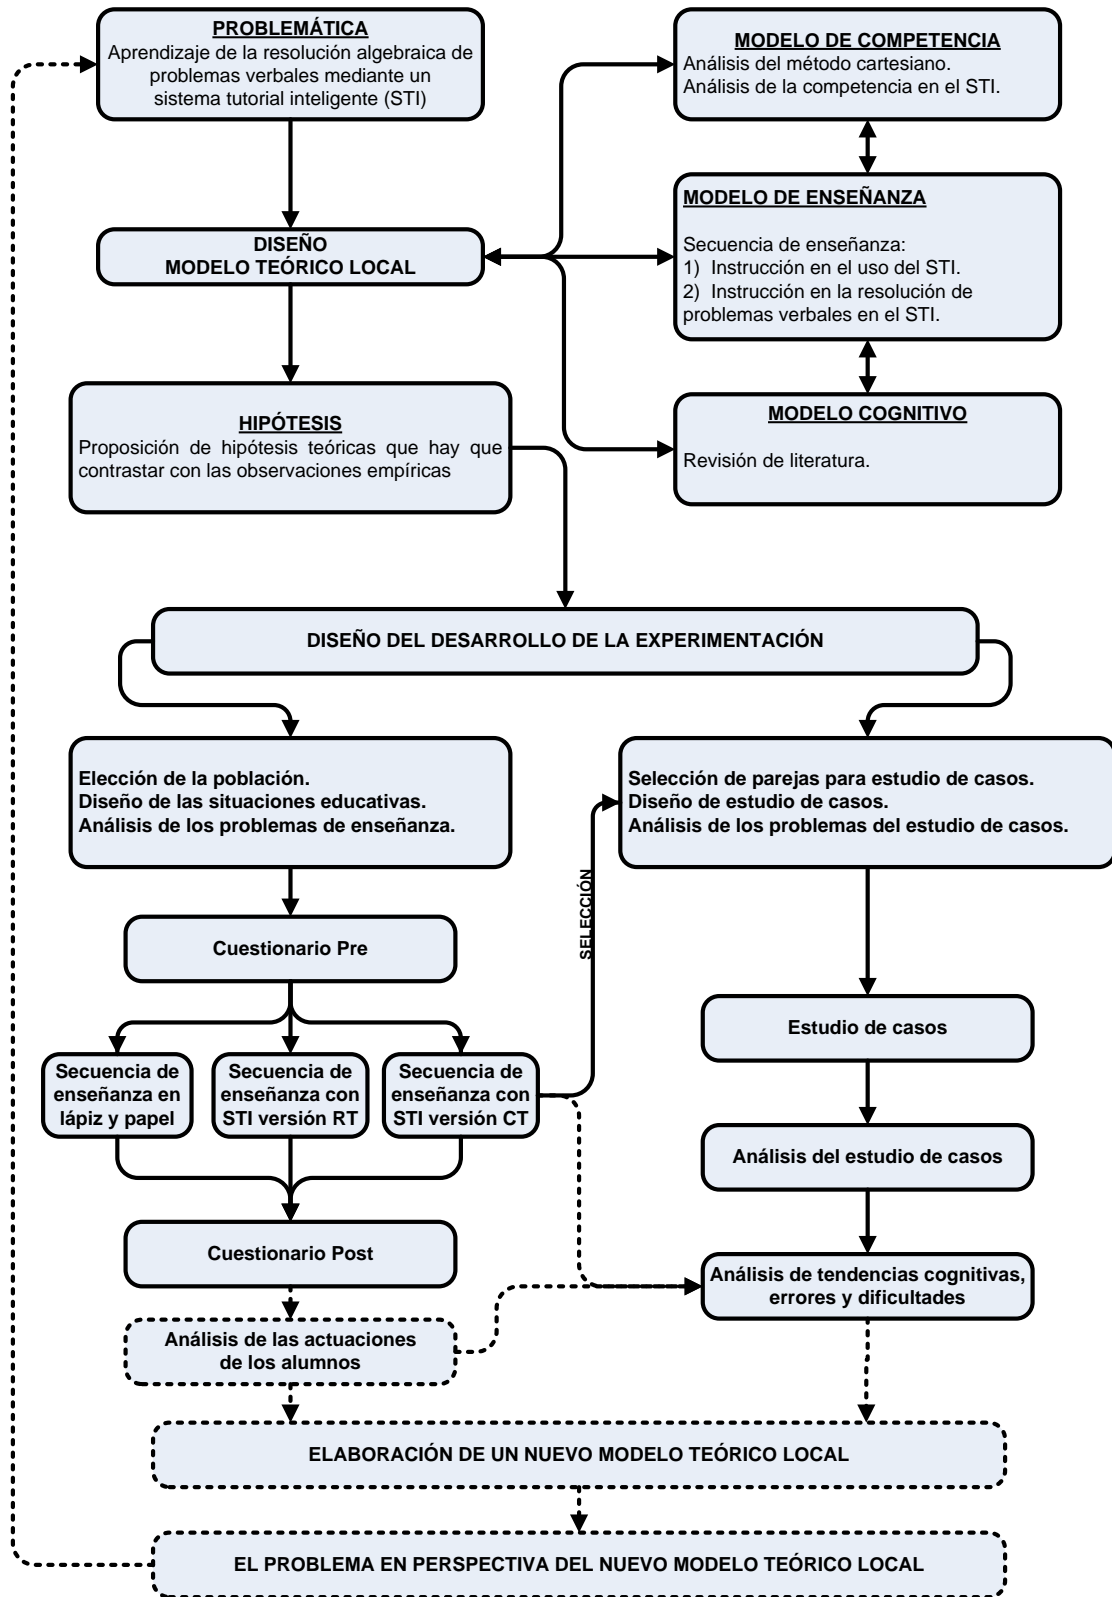 PROBLEMÁTICA
Aprendizaje de la resolución algebraica de
problemas verbales mediante un
sistema tutorial inteligente (STI)
MODELO DE COMPETENCIA
Análisis del método cartesiano.
Análisis de la competencia en el STI.
MODELO DE ENSEÑANZA
Secuencia de enseñanza:
1) Instrucción en el uso del STI.
2) Instrucción en la resolución de
problemas verbales en el STI.
DISEÑO
MODELO TEÓRICO LOCAL
MODELO COGNITIVO
Revisión de literatura.
HIPÓTESIS
Proposición de hipótesis teóricas que hay que
contrastar con las observaciones empíricas
DISEÑO DEL DESARROLLO DE LA EXPERIMENTACIÓN
Elección de la población.
Diseño de las situaciones educativas.
Análisis de los problemas de enseñanza.
Selección de parejas para estudio de casos.
Diseño de estudio de casos.
Análisis de los problemas del estudio de casos.
SELECCIÓN
Cuestionario Pre
Secuencia de
enseñanza en
lápiz y papel
Secuencia de
enseñanza con
STI versión RT
Secuencia de
enseñanza con
STI versión CT
Estudio de casos
Análisis del estudio de casos
Cuestionario Post
Análisis de tendencias cognitivas,
errores y dificultades
Análisis de las actuaciones
de los alumnos
ELABORACIÓN DE UN NUEVO MODELO TEÓRICO LOCAL
EL PROBLEMA EN PERSPECTIVA DEL NUEVO MODELO TEÓRICO LOCAL